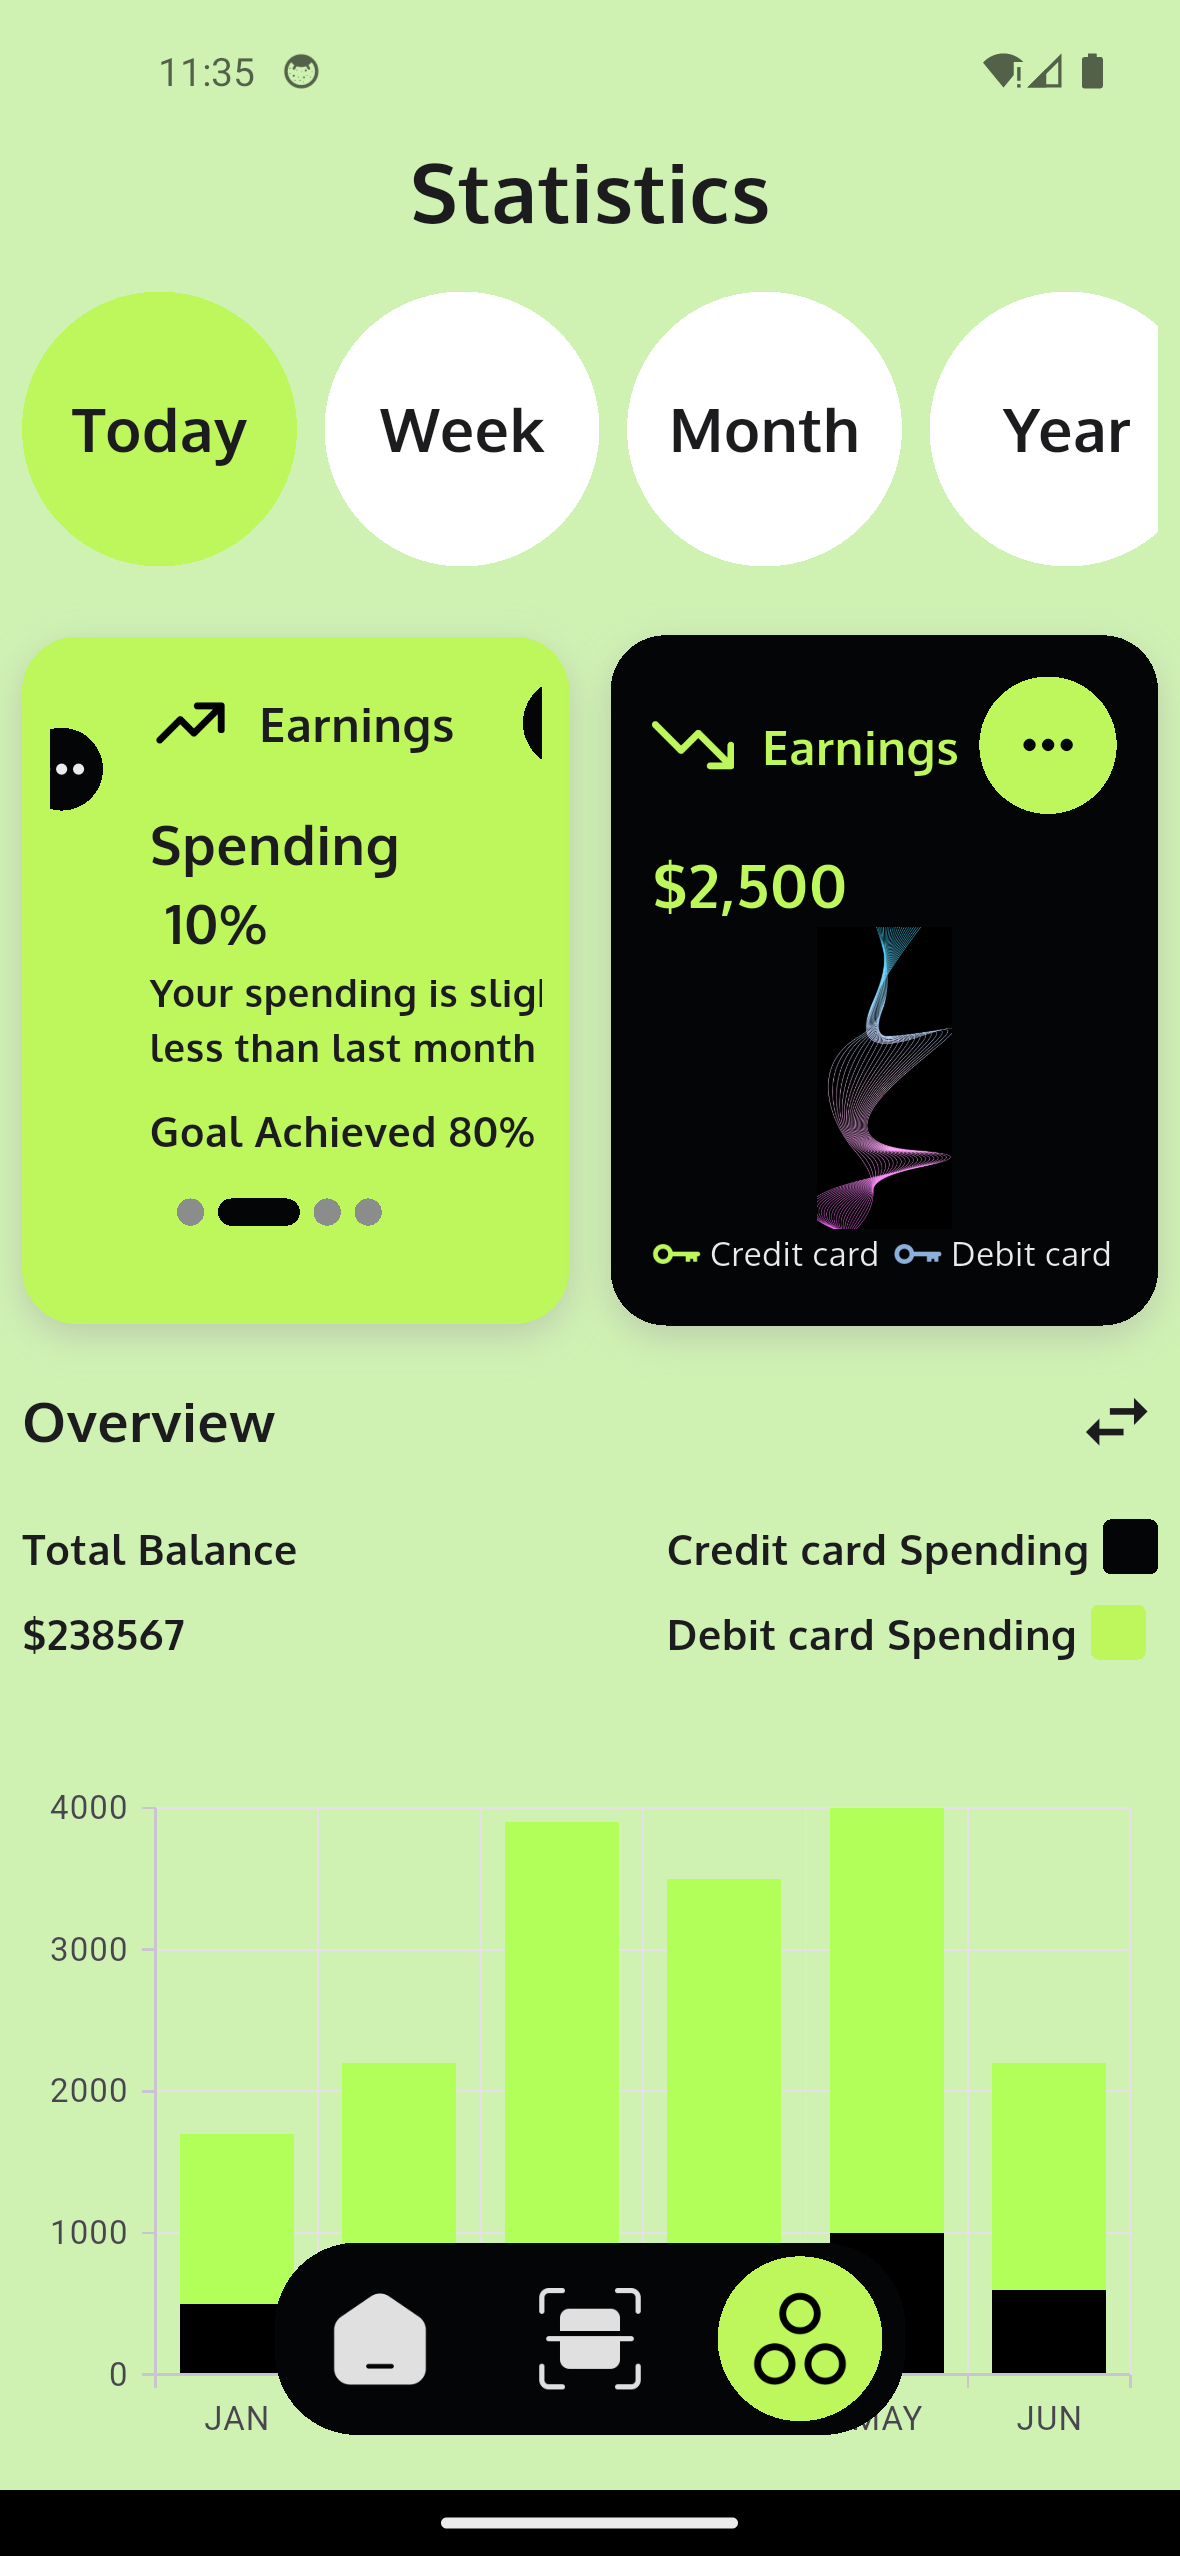 11:35
Statistics
Today Week Month Year
Earnings
Spending
10%
Your spending is slig
less than last month
Goal Achieved 80%
Earnings
$2,500
Credit card Debit card
Overview
Total Balance
$238567
Credit card Spending
Debit card Spending
4000
3000
2000
1000
0
JAN MAY JUN